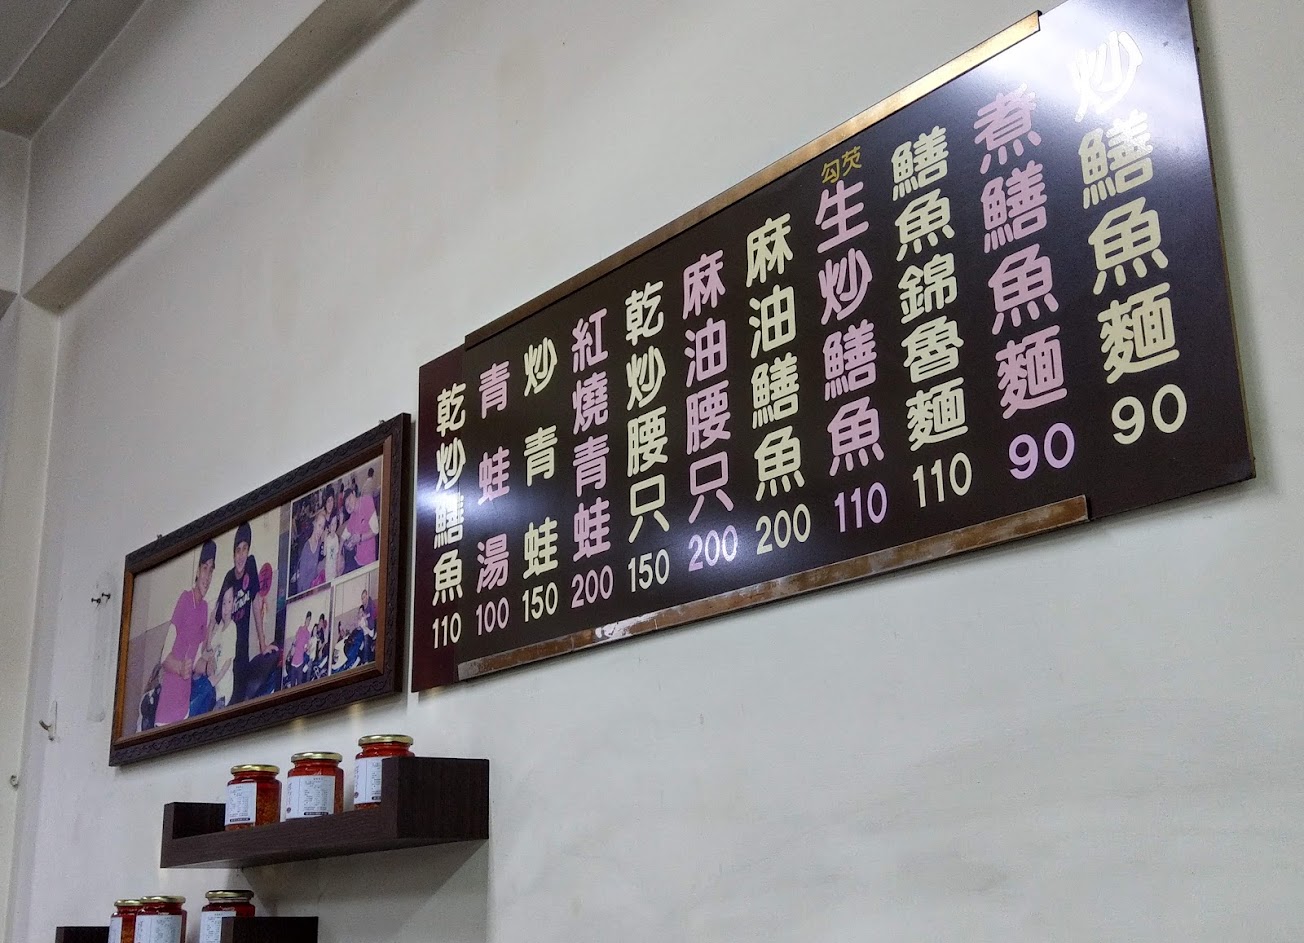 炒鱔魚麵 90
煮鱔魚麵 90
鱔魚錦魯麵 110
勾芡
生炒鱔魚 110
麻油鱔魚 200
麻油腰只 200
乾炒腰只 150
紅燒青蛙 200
炒青蛙 150
青蛙湯 100
乾炒鱔魚 110